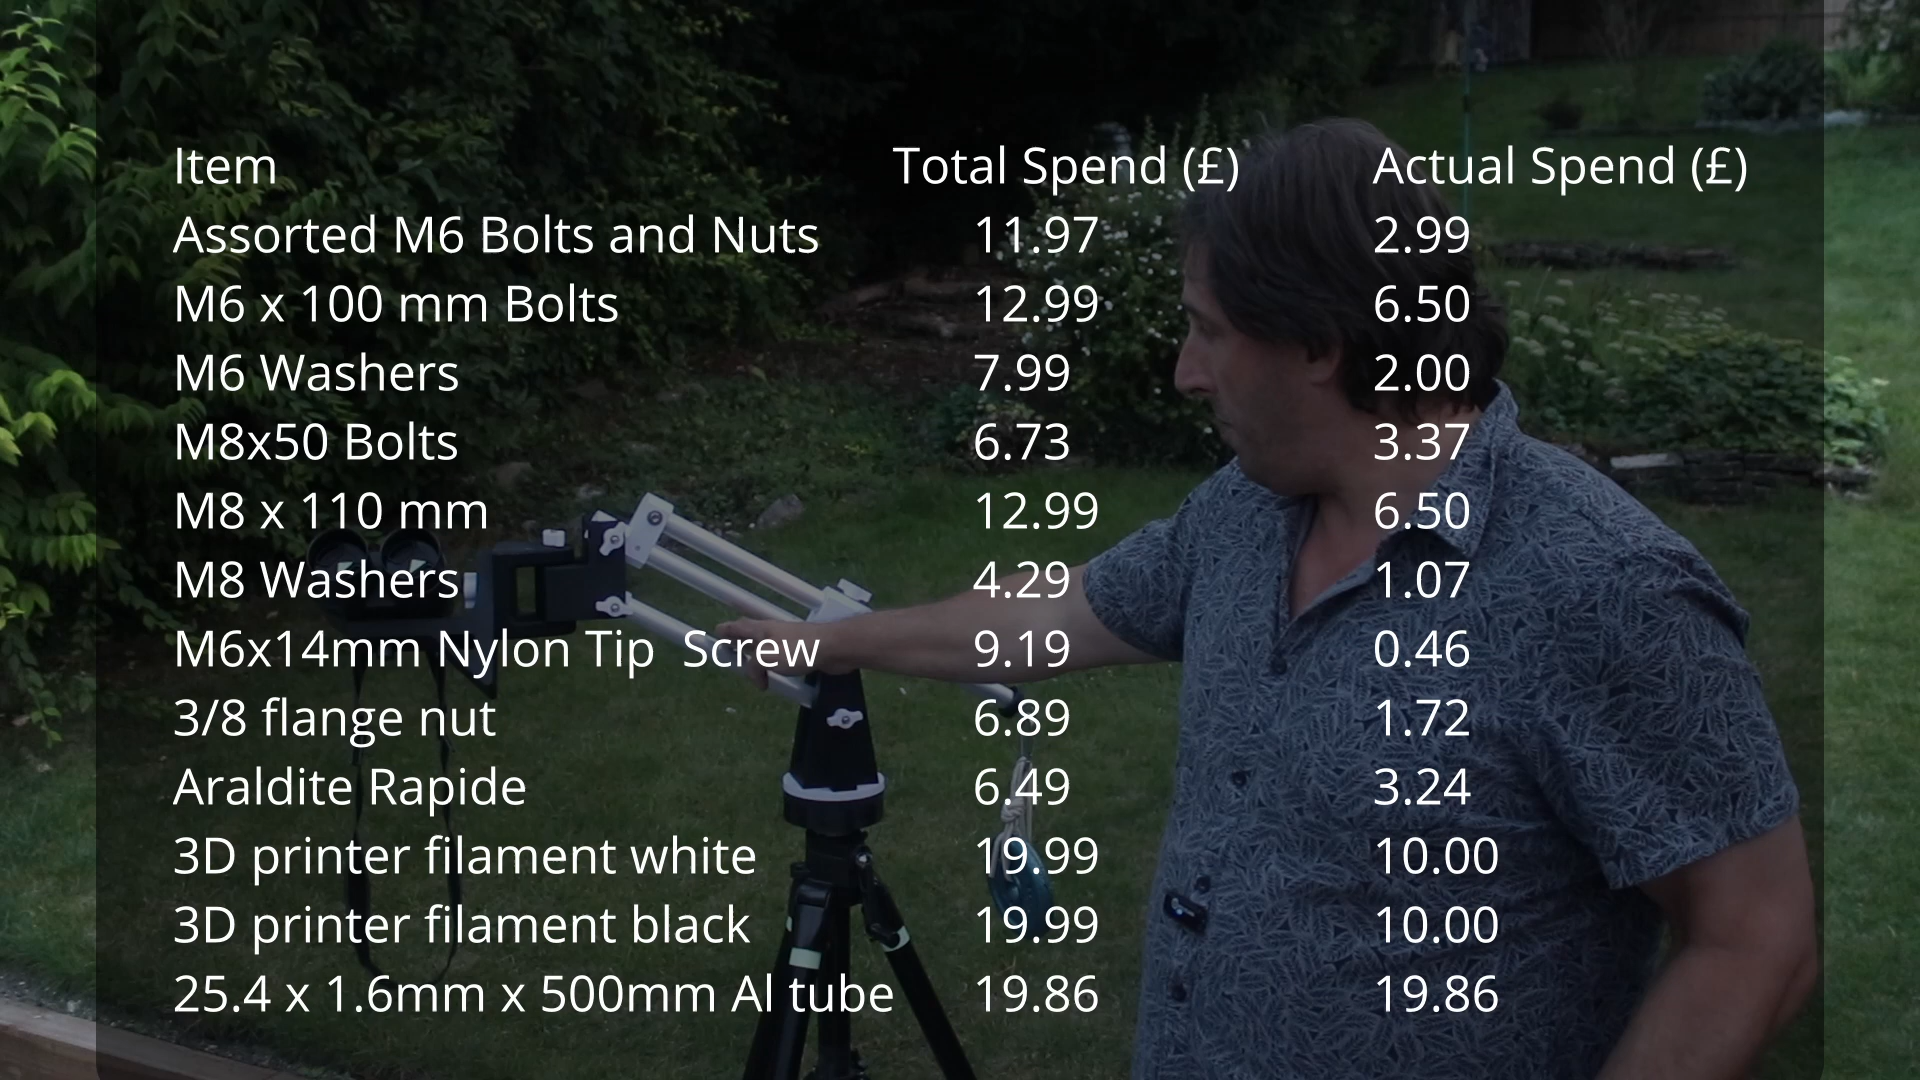 Item Total Spend (£) Actual Spend (£)
Assorted M6 Bolts and Nuts 11.97 2.99
M6 x 100 mm Bolts 12.99 6.50
M6 Washers 7.99 2.00
M8x50 Bolts 6.73 3.37
M8 x 110 mm 12.99 6.50
M8 Washers 4.29 1.07
M6x14mm Nylon Tip  Screw 9.19 0.46
3/8 flange nut 6.89 1.72
Araldite Rapide 6.49 3.24
3D printer filament white 19.99 10.00
3D printer filament black 19.99 10.00
25.4 x 1.6mm x 500mm Al tube 19.86 19.86